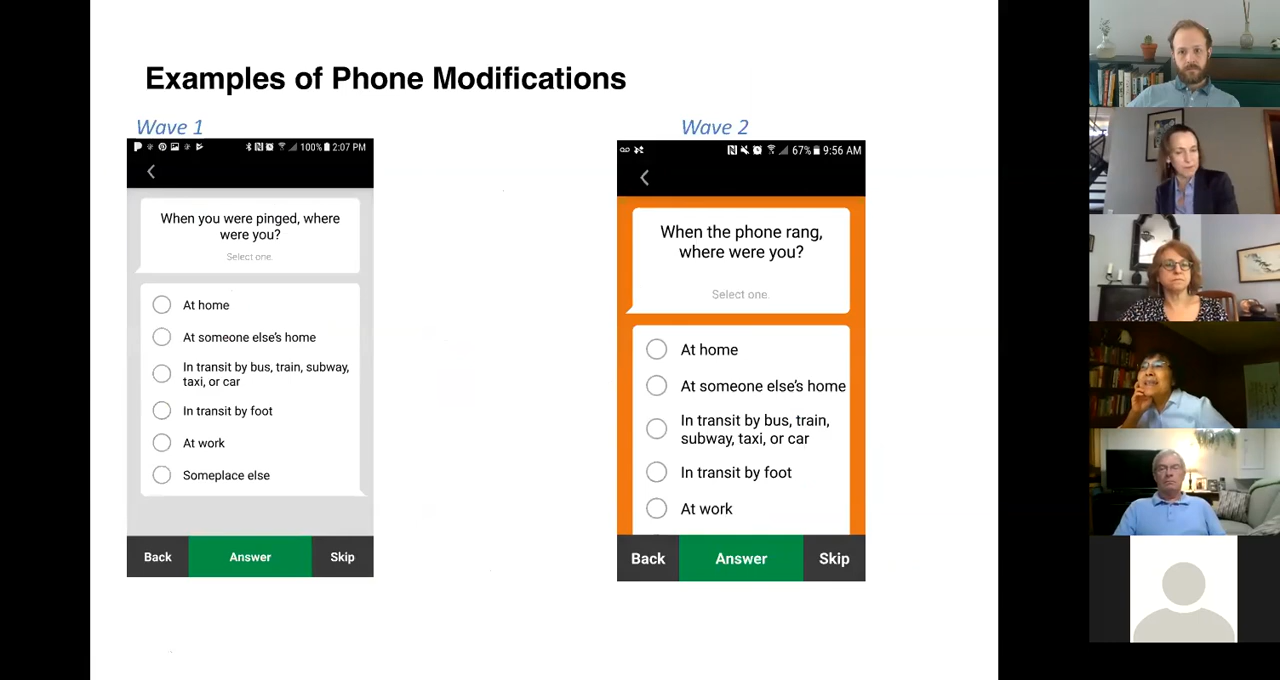 Examples of Phone Modifications
Wave 1
100% 2:07 PM
When you were pinged, where
were you?
Select one.
At home
At someone else's home
In transit by bus, train, subway,
taxi, or car
In transit by foot
At work
Someplace else
Back Answer Skip
Wave 2
67% 9:56 AM
When the phone rang,
where were you?
Select one.
At home
At someone else's home
In transit by bus, train,
subway, taxi, or car
In transit by foot
At work
Back Answer Skip